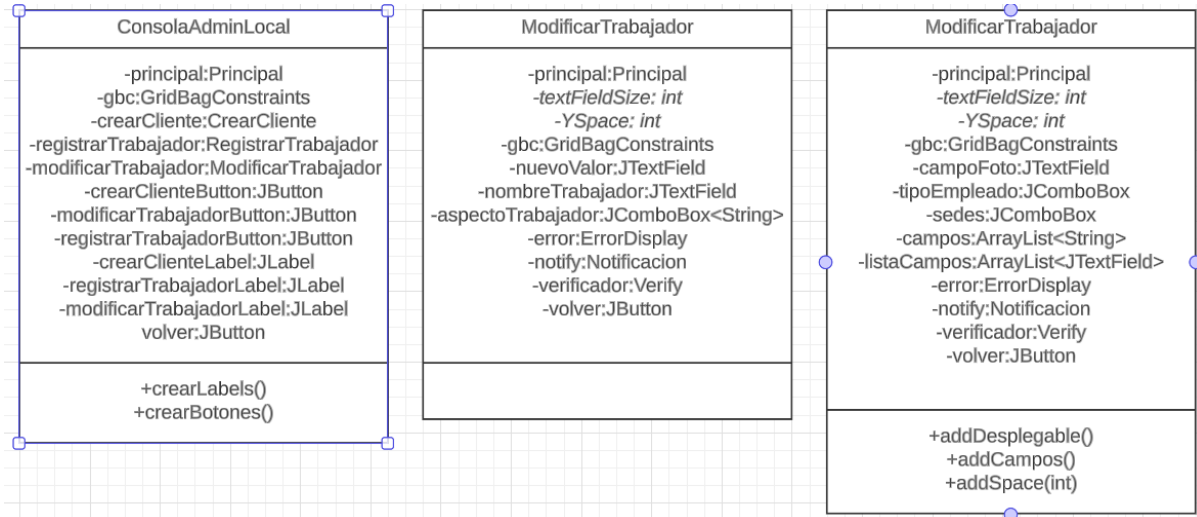 ConsolaAdminLocal
-principal:Principal
-gbc:GridBagConstraints
-crearCliente:CrearCliente
-registrarTrabajador:RegistrarTrabajador
-modificarTrabajador:ModificarTrabajador
-crearClienteButton:JButton
-modificarTrabajadorButton:JButton
-registrarTrabajadorButton:JButton
-crearClienteLabel:JLabel
-registrarTrabajadorLabel:JLabel
-modificarTrabajadorLabel:JLabel
volver:JButton
+crearLabels()
+crearBotones()
ModificarTrabajador
-principal:Principal
-textFieldSize: int
-YSpace: int
-gbc:GridBagConstraints
-nuevoValor:JTextField
-nombreTrabajador:JTextField
-aspectoTrabajador:JComboBox<String>
-error:ErrorDisplay
-notify:Notificacion
-verificador:Verify
-volver:JButton
ModificarTrabajador
-principal:Principal
-textFieldSize: int
-YSpace: int
-gbc:GridBagConstraints
-campoFoto:JTextField
-tipoEmpleado:JComboBox
-sedes:JComboBox
-campos:ArrayList<String>
-listaCampos:ArrayList<JTextField>
-error:ErrorDisplay
-notify:Notificacion
-verificador:Verify
-volver:JButton
+addDesplegable()
+addCampos()
+addSpace(int)